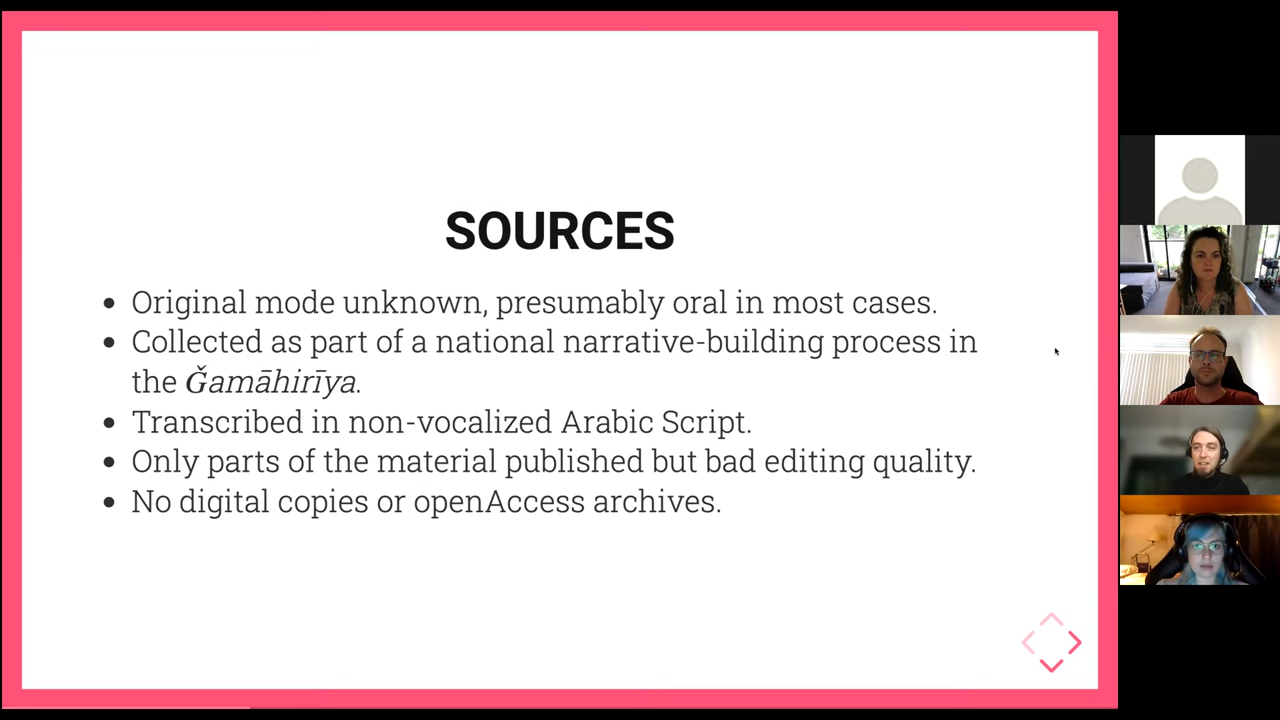 SOURCES
Original mode unknown, presumably oral in most cases.
Collected as part of a national narrative-building process in
the Ǧamāhirīya.
Transcribed in non-vocalized Arabic Script.
Only parts of the material published but bad editing quality.
No digital copies or openAccess archives.